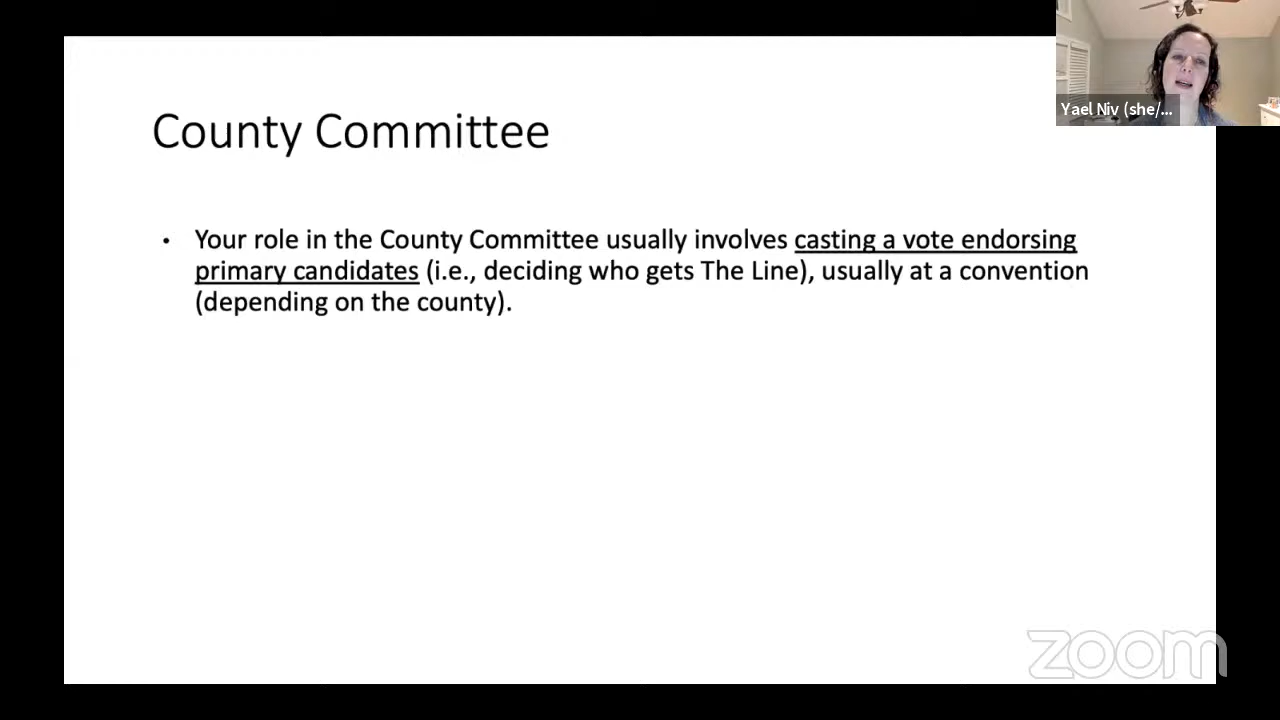 Yael Niv (she/...
County Committee
• Your role in the County Committee usually involves casting a vote endorsing
primary candidates (i.e., deciding who gets The Line), usually at a convention
(depending on the county).
zoom